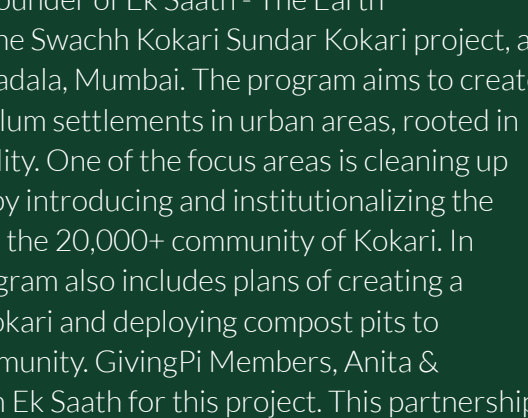 ounder of Ek Saath - The Earth
he Swachh Kokari Sundar Kokari project, a
adala, Mumbai. The program aims to creat
lum settlements in urban areas, rooted in
lity. One of the focus areas is cleaning up
by introducing and institutionalizing the
the 20,000+ community of Kokari. In
gram also includes plans of creating a
okari and deploying compost pits to
munity. GivingPi Members, Anita &
n Ek Saath for this project. This partnership